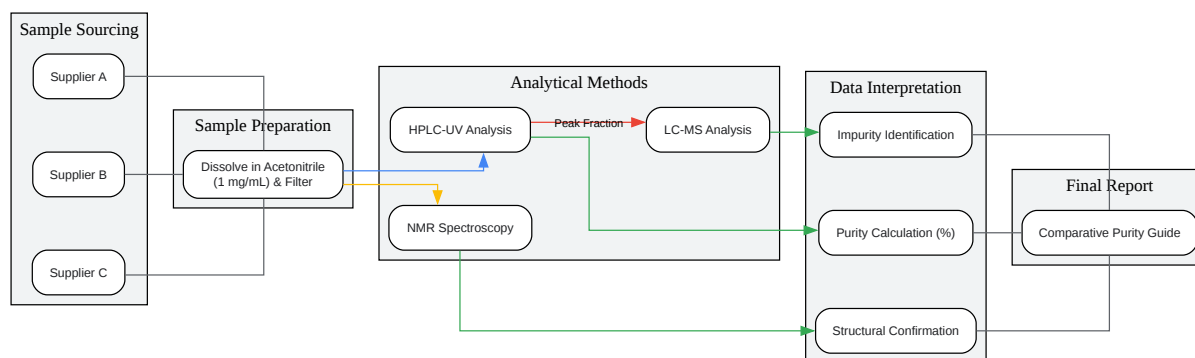 Sample Sourcing
Supplier A
Supplier B
Supplier C
Sample Preparation
Dissolve in Acetonitrile
(1 mg/mL) & Filter
Analytical Methods
HPLC-UV Analysis
Peak Fraction
LC-MS Analysis
NMR Spectroscopy
Data Interpretation
Impurity Identification
Purity Calculation (%)
Structural Confirmation
Final Report
Comparative Purity Guide